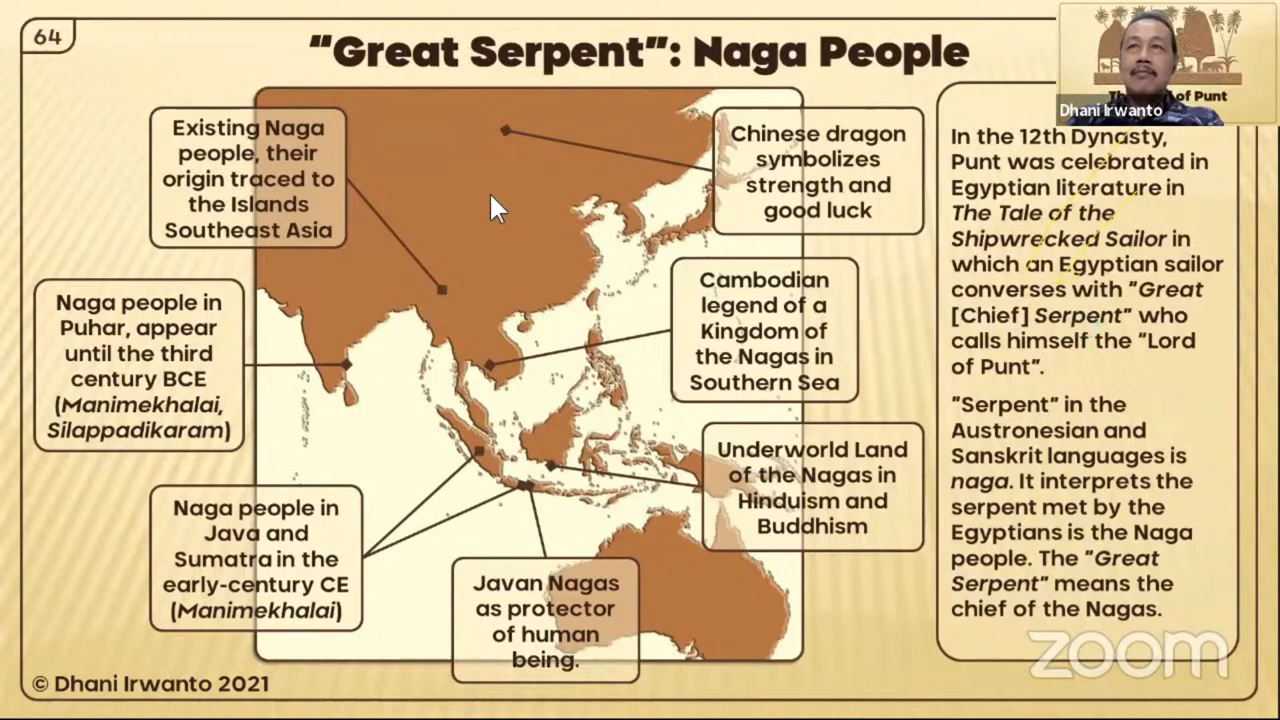 64
"Great Serpent": Naga People
Existing Naga
people, their
origin traced to
the Islands
Southeast Asia
Naga people in
Puhar, appear
until the third
century BCE
(Manimekhalai,
Silappadikaram)
Naga people in
Java and
Sumatra in the
early-century CE
(Manimekhalai)
Javan Nagas
as protector
of human
being.
Chinese dragon
symbolizes
strength and
good luck
Cambodian
legend of a
Kingdom of
the Nagas in
Southern Sea
Underworld Land
of the Nagas in
Hinduism and
Buddhism
of Punt
Dhani Irwanto
In the 12th Dynasty,
Punt was celebrated in
Egyptian literature in
The Tale of the
Shipwrecked Sailor in
which an Egyptian sailor
converses with "Great
[Chief] Serpent" who
calls himself the "Lord
of Punt".
"Serpent" in the
Austronesian and
Sanskrit languages is
naga. It interprets the
serpent met by the
Egyptians is the Naga
people. The "Great
Serpent" means the
chief of the Nagas.
zoom
© Dhani Irwanto 2021